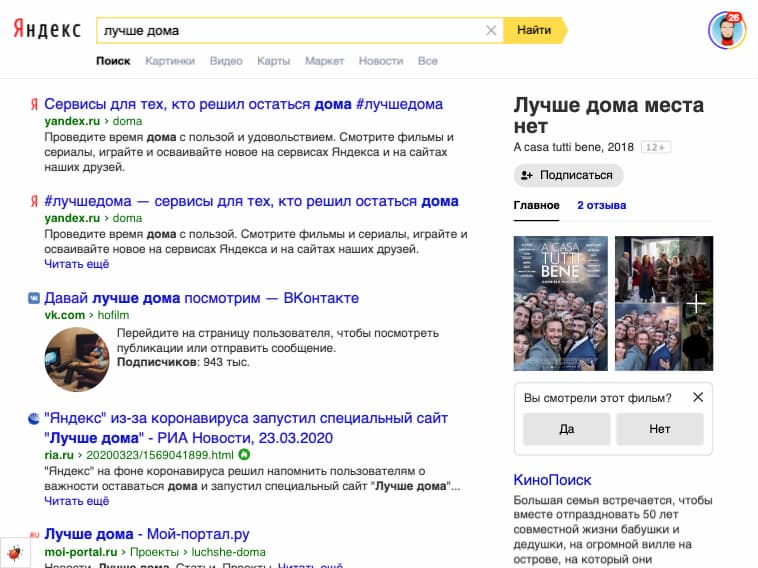 Яндекс
лучше дома
Найти
26
Поиск Картинки Видео Карты Маркет Новости Все
Сервисы для тех, кто решил остаться дома #лучшедома
yandex.ru › doma
Проведите время дома с пользой и удовольствием. Смотрите фильмы и
сериалы, играйте и осваивайте новое на сервисах Яндекса и на сайтах
наших друзей.
#лучшедома — сервисы для тех, кто решил остаться дома
yandex.ru › doma
Проведите время дома с пользой. Смотрите фильмы и сериалы, играйте и
осваивайте новое на сервисах Яндекса и на сайтах наших друзей.
Читать ещё
Давай лучше дома посмотрим — ВКонтакте
vk.com › hofilm
Перейдите на страницу пользователя, чтобы посмотреть
публикации или отправить сообщение.
Подписчиков: 943 тыс.
"Яндекс" из-за коронавируса запустил специальный сайт
"Лучше дома" - РИА Новости, 23.03.2020
ria.ru › 20200323/1569041899.html
"Яндекс" на фоне коронавируса решил напомнить пользователям о
важности оставаться дома и запустил специальный сайт "Лучше дома"...
Читать ещё
Лучше дома - Мой-портал.ру
moi-portal.ru › Проекты › luchshe-doma
Новости. Лучше дома. Статьи. Проекты. Читать ещё
Лучше дома места
нет
A casa tutti bene, 2018 12+
Подписаться
Главное 2 отзыва
A CASA
TUTTI
BENE
Вы смотрели этот фильм?
Да Нет
КиноПоиск
Большая семья встречается, чтобы
вместе отпраздновать 50 лет
совместной жизни бабушки и
дедушки, на огромной вилле на
острове, на который они